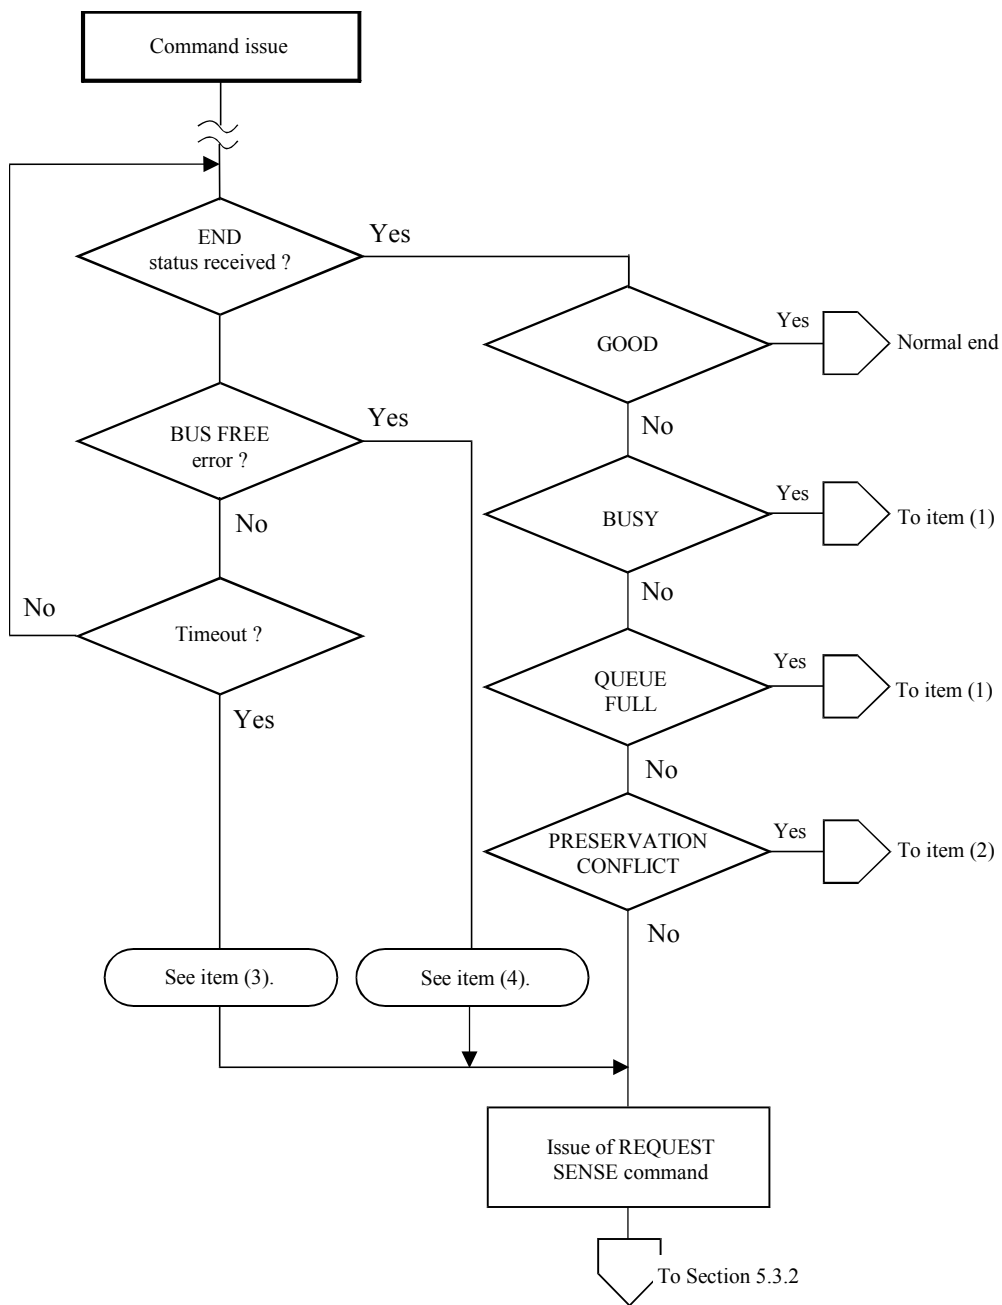 Command issue
END
status received ?
Yes
GOOD
Yes
Normal end
BUS FREE
error ?
Yes
No
No
BUSY
Yes
To item (1)
No
Timeout ?
No
Yes
QUEUE
FULL
Yes
To item (1)
No
PRESERVATION
CONFLICT
Yes
To item (2)
No
See item (3).
See item (4).
Issue of REQUEST
SENSE command
To Section 5.3.2